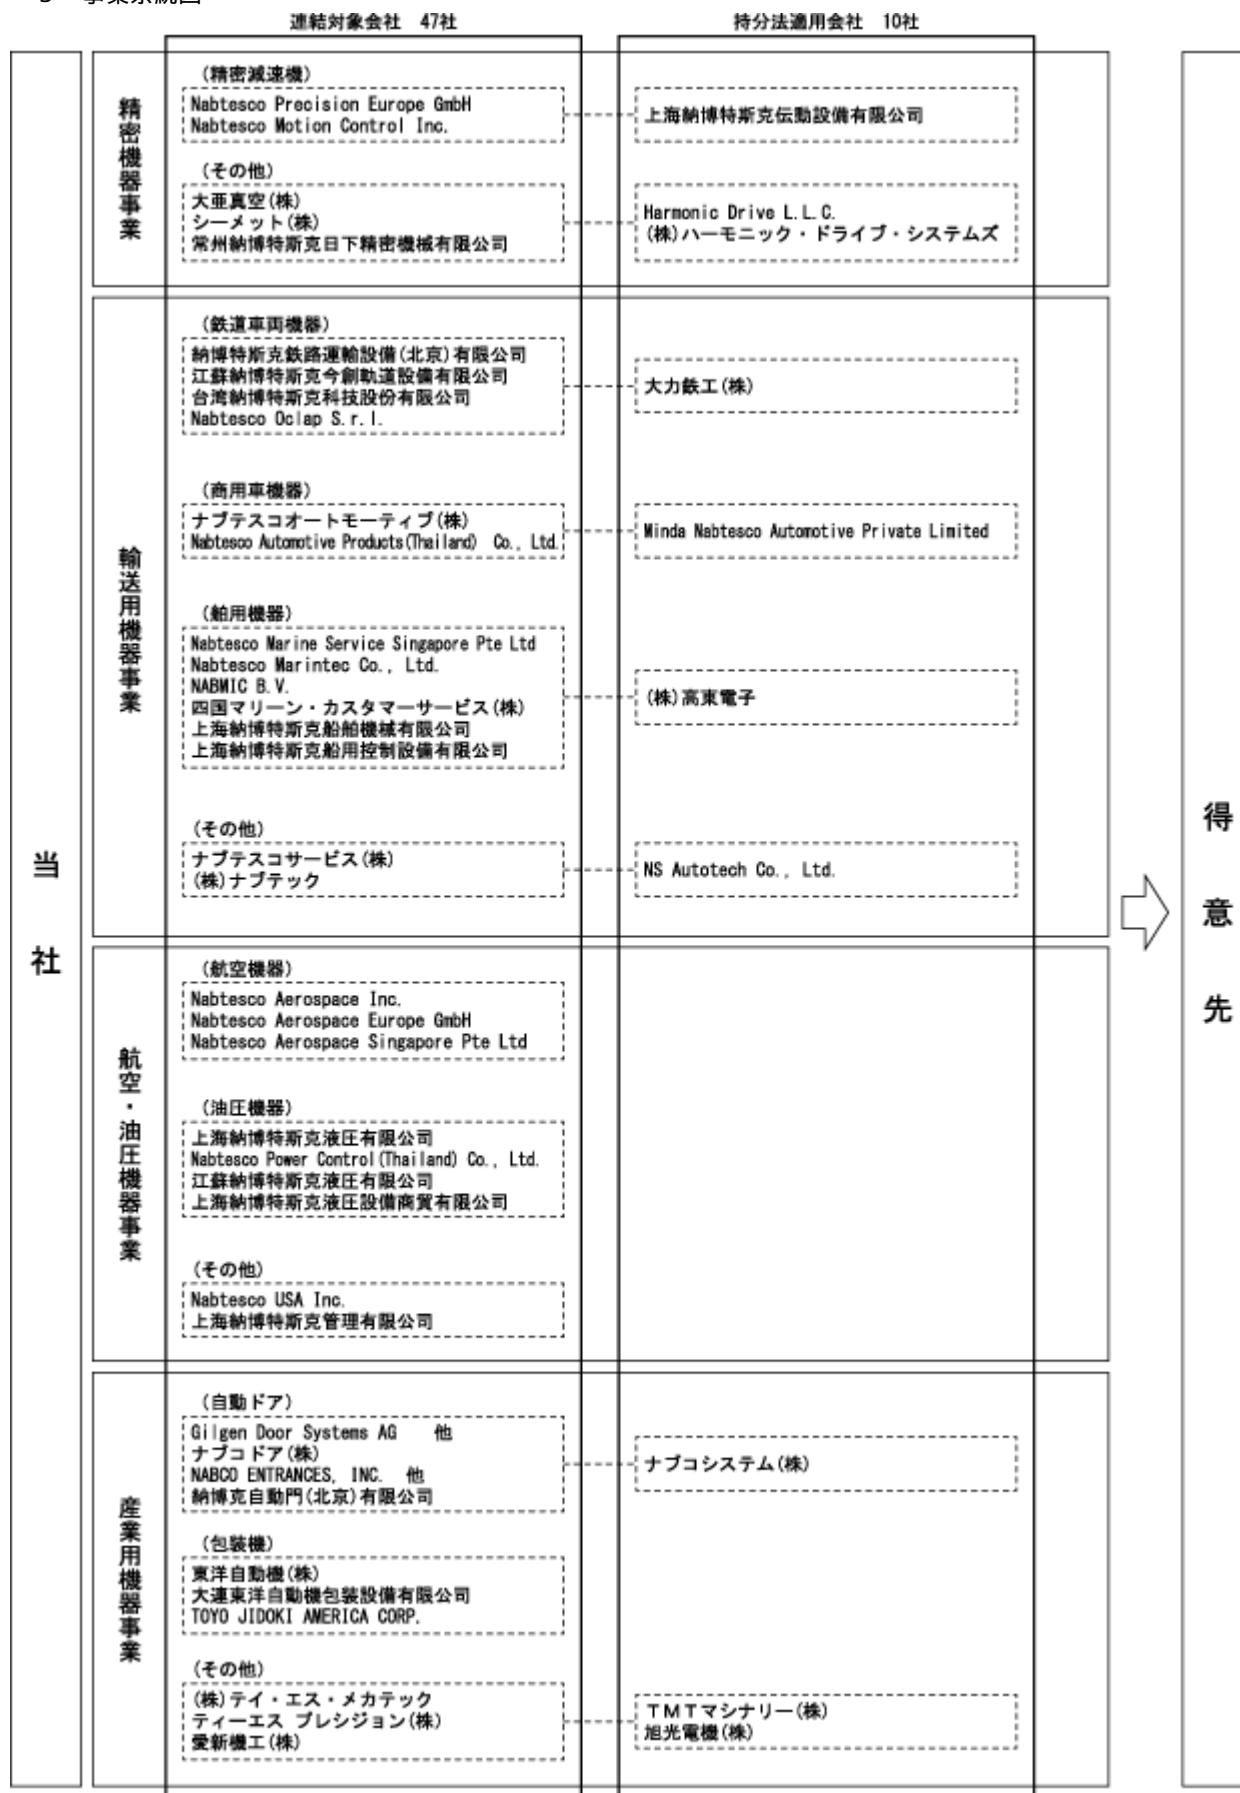 連結対象会社 47社
持分法適用会社 10社
当社
得意先
精密機器事業
(精密減速機)
Nabtesco Precision Europe GmbH
Nabtesco Motion Control Inc.
上海納博特斯克伝動設備有限公司
(その他)
大亜真空(株)
シーメット(株)
常州納博特斯克日下精密機械有限公司
Harmonic Drive L.L.C.
(株)ハーモニック・ドライブ・システムズ
輸送用機器事業
(鉄道車両機器)
納博特斯克鉄路運輸設備(北京)有限公司
江蘇納博特斯克今創軌道設備有限公司
台湾納博特斯克科技股份有限公司
Nabtesco Oclap S.r.l.
大力鉄工(株)
(商用車機器)
ナブテスコオートモーティブ(株)
Nabtesco Automotive Products(Thailand) Co., Ltd.
Minda Nabtesco Automotive Private Limited
(舶用機器)
Nabtesco Marine Service Singapore Pte Ltd
Nabtesco Marintec Co., Ltd.
NABMIC B.V.
四国マリーン・カスタマーサービス(株)
上海納博特斯克船舶機械有限公司
上海納博特斯克船用控制設備有限公司
(株)高東電子
(その他)
ナブテスコサービス(株)
(株)ナブテック
NS Autotech Co., Ltd.
航空・油圧機器事業
(航空機器)
Nabtesco Aerospace Inc.
Nabtesco Aerospace Europe GmbH
Nabtesco Aerospace Singapore Pte Ltd
(油圧機器)
上海納博特斯克液圧有限公司
Nabtesco Power Control(Thailand) Co., Ltd.
江蘇納博特斯克液圧有限公司
上海納博特斯克液圧設備商貿有限公司
(その他)
Nabtesco USA Inc.
上海納博特斯克管理有限公司
産業用機器事業
(自動ドア)
Gilgen Door Systems AG 他
ナブコドア(株)
NABCO ENTRANCES, INC. 他
納博克自動門(北京)有限公司
ナブコシステム(株)
(包装機)
東洋自動機(株)
大連東洋自動機包装設備有限公司
TOYO JIDOKI AMERICA CORP.
(その他)
(株)テイ・エス・メカテック
ティーエス プレシジョン(株)
愛新機工(株)
TMTマシナリー(株)
旭光電機(株)